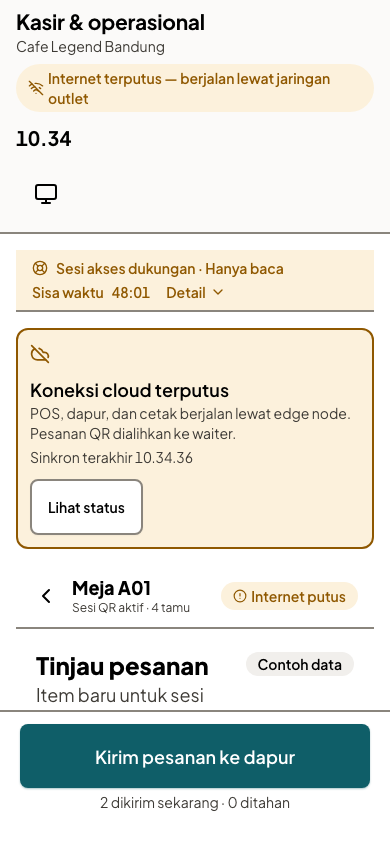 Kasir & operasional
Cafe Legend Bandung
Internet terputus — berjalan lewat jaringan
outlet
10.34
Sesi akses dukungan · Hanya baca
Sisa waktu 48:01 Detail
Koneksi cloud terputus
POS, dapur, dan cetak berjalan lewat edge node.
Pesanan QR dialihkan ke waiter.
Sinkron terakhir 10.34.36
Lihat status
Meja A01
Sesi QR aktif · 4 tamu
Internet putus
Tinjau pesanan
Contoh data
Item baru untuk sesi
Kirim pesanan ke dapur
2 dikirim sekarang · 0 ditahan